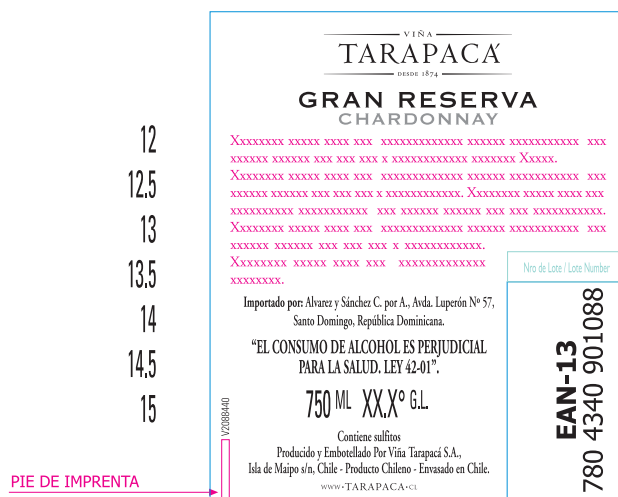 VIÑA
TARAPACÁ
DESDE 1874
GRAN RESERVA
CHARDONNAY
Xxxxxxxx xxxxx xxxx xxx xxxxxxxxxxxxx xxxxxx xxxxxxxxxxx xxx
xxxxxx xxxxxx xxx xxx xxx x xxxxxxxxxxxx xxxxxxx Xxxxx.
Xxxxxxxx xxxxx xxxx xxx xxxxxxxxxxxxx xxxxxx xxxxxxxxxxx xxx
xxxxxx xxxxxx xxx xxx xxx x xxxxxxxxxxxx. Xxxxxxxx xxxxx xxxx xxx
xxxxxxxxxx xxxxxxxxxxx xxx xxxxxx xxxxxx xxx xxx xxxxxxxxxxx.
Xxxxxxxx xxxxx xxxx xxx xxxxxxxxxxxxx xxxxxx xxxxxxxxxxx xxx
xxxxxx xxxxxx xxx xxx xxx x xxxxxxxxxxxx.
Xxxxxxxx xxxxx xxxx xxx xxxxxxxxxxxxx
xxxxxxxx.
Importado por: Alvarez y Sánchez C. por A., Avda. Luperón Nº 57,
Santo Domingo, República Dominicana.
“EL CONSUMO DE ALCOHOL ES PERJUDICIAL
PARA LA SALUD. LEY 42-01”.
750 ML XX.X° G.L.
Contiene sulfitos
Producido y Embotellado Por Viña Tarapacá S.A.,
Isla de Maipo s/n, Chile - Producto Chileno - Envasado en Chile.
WWW•TARAPACA•CL
Nro de Lote / Lote Number
EAN-13
780 4340 901088
V2088440
12
12.5
13
13.5
14
14.5
15
PIE DE IMPRENTA